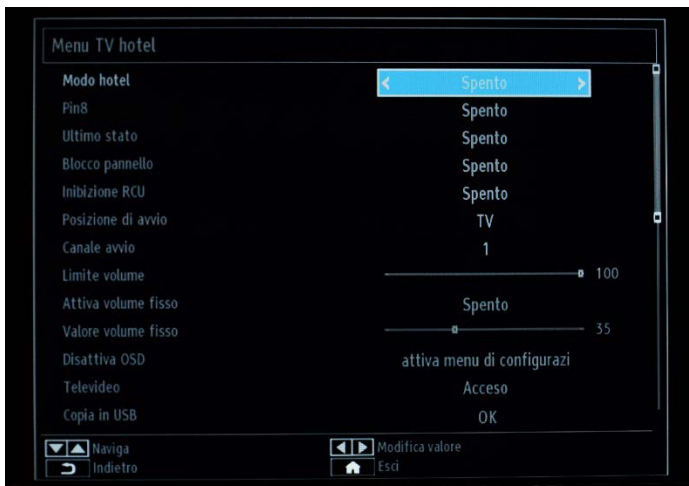 Menu TV hotel
Modo hotel Spento
Pin8 Spento
Ultimo stato Spento
Blocco pannello Spento
Inibizione RCU Spento
Posizione di avvio TV
Canale avvio 1
Limite volume 100
Attiva volume fisso Spento
Valore volume fisso 35
Disattiva OSD attiva menu di configurazi
Televideo Acceso
Copia in USB OK
Naviga Modifica valore
Indietro Esci